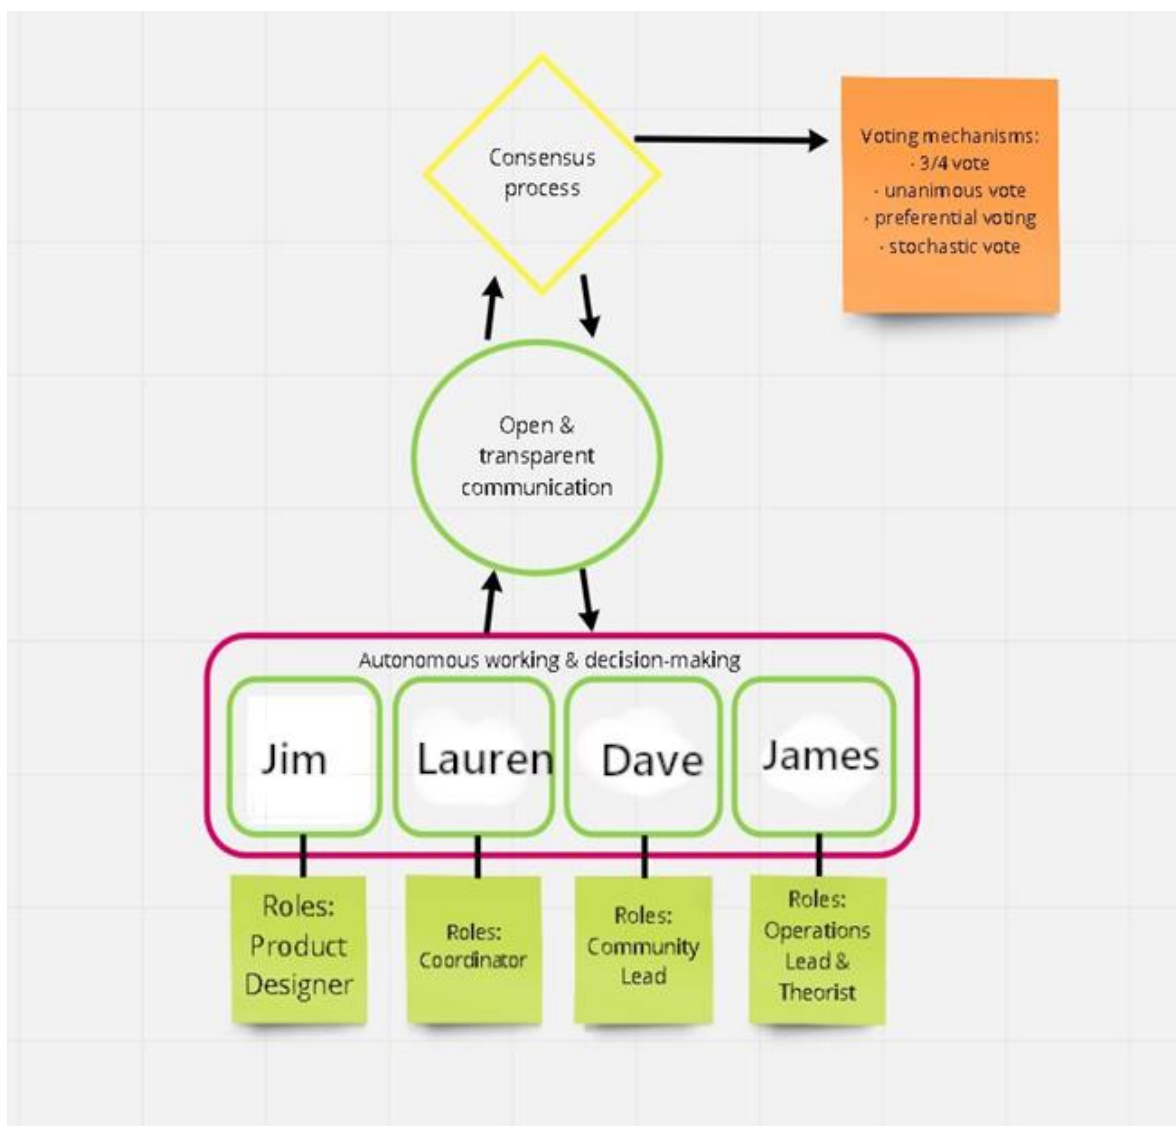 Consensus
process
Voting mechanisms:
· 3/4 vote
· unanimous vote
· preferential voting
· stochastic vote
Open &
transparent
communication
Autonomous working & decision-making
Jim
Lauren
Dave
James
Roles:
Product
Designer
Roles:
Coordinator
Roles:
Community
Lead
Roles:
Operations
Lead &
Theorist